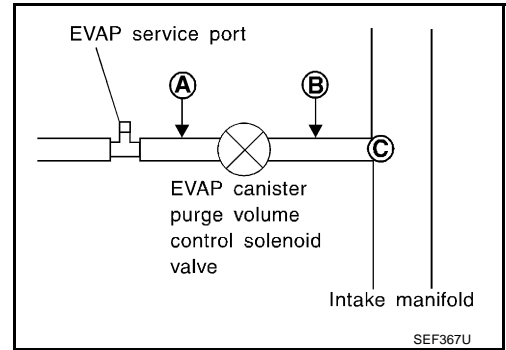 EVAP service port
A
B
C
EVAP canister
purge volume
control solenoid
valve
Intake manifold
SEF367U